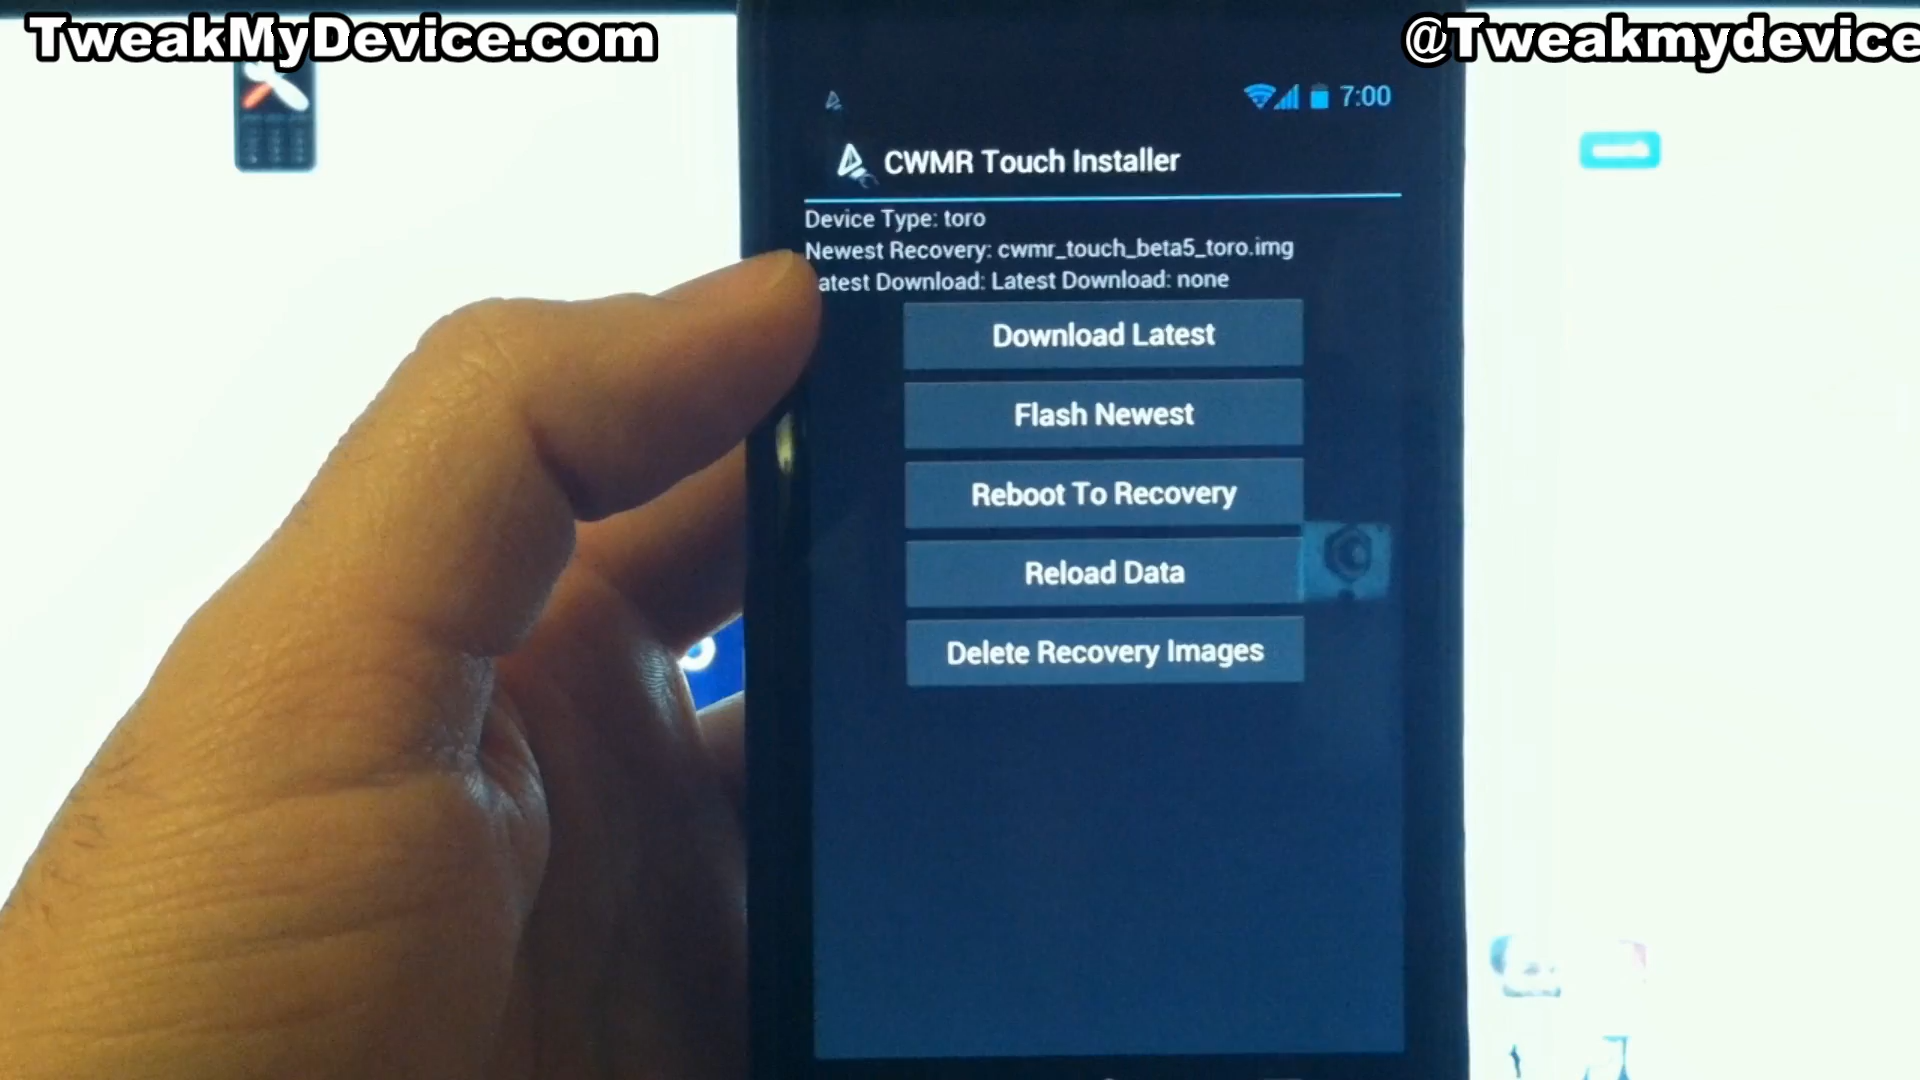 TweakMyDevice.com
@Tweakmydevice
7:00
CWMR Touch Installer
Device Type: toro
Newest Recovery: cwmr_touch_beta5_toro.img
atest Download: Latest Download: none
Download Latest
Flash Newest
Reboot To Recovery
Reload Data
Delete Recovery Images